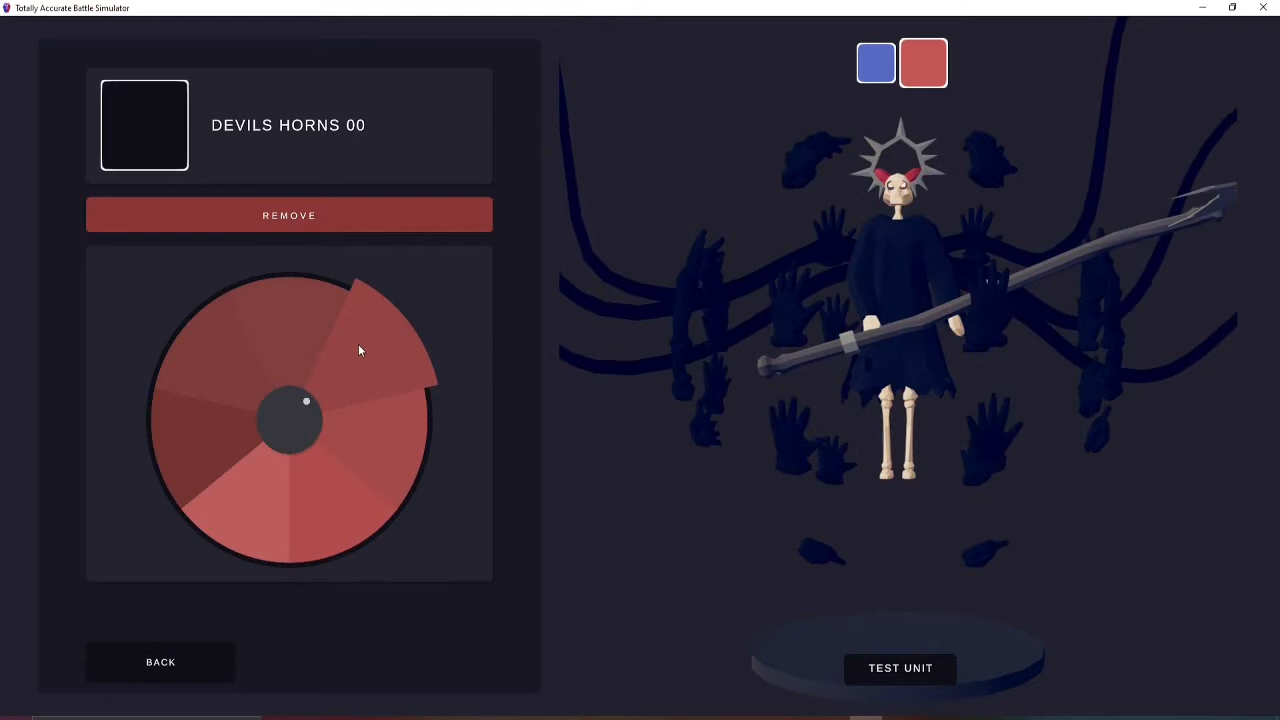 Totally Accurate Battle Simulator
DEVILS HORNS 00
REMOVE
BACK
TEST UNIT